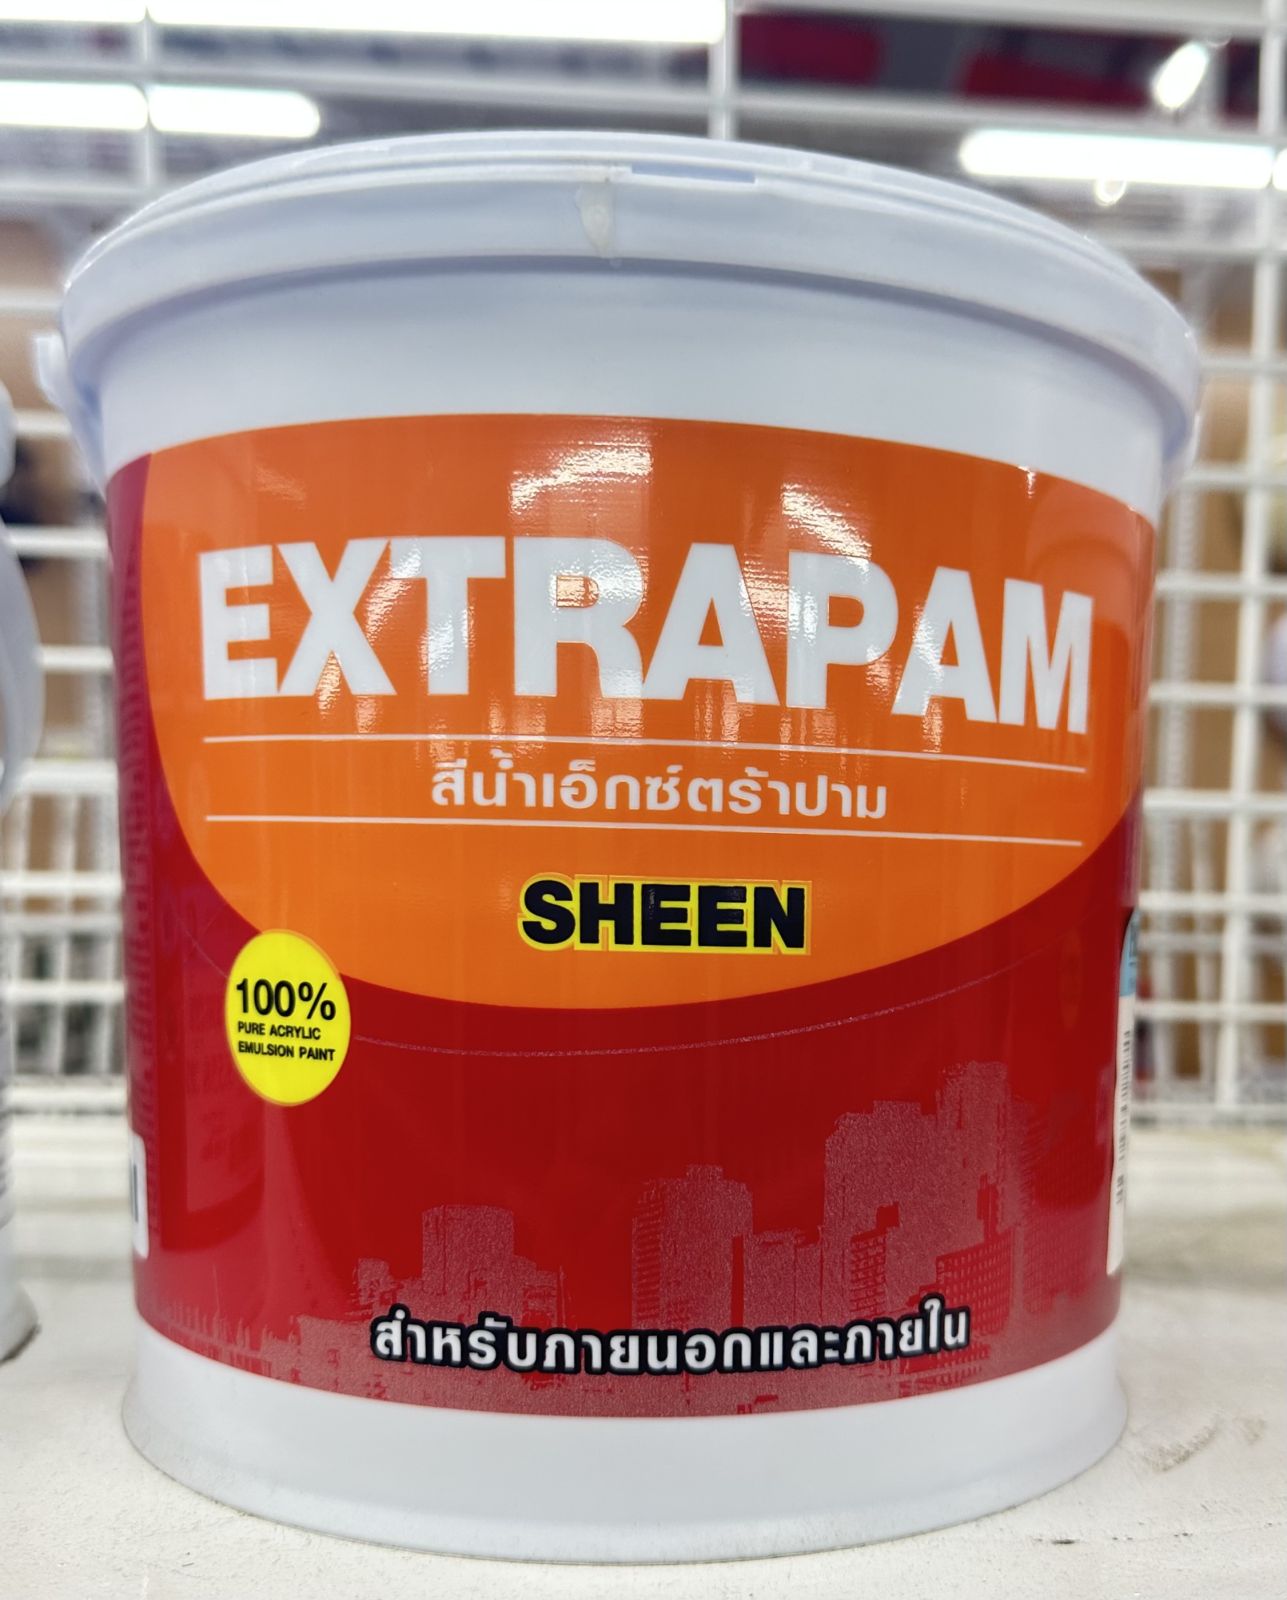 EXTRAPAM
สีน้ำเอ็กซ์ตร้าปาม
SHEEN
100%
PURE ACRYLIC
EMULSION PAINT
สำหรับภายนอกและภายใน